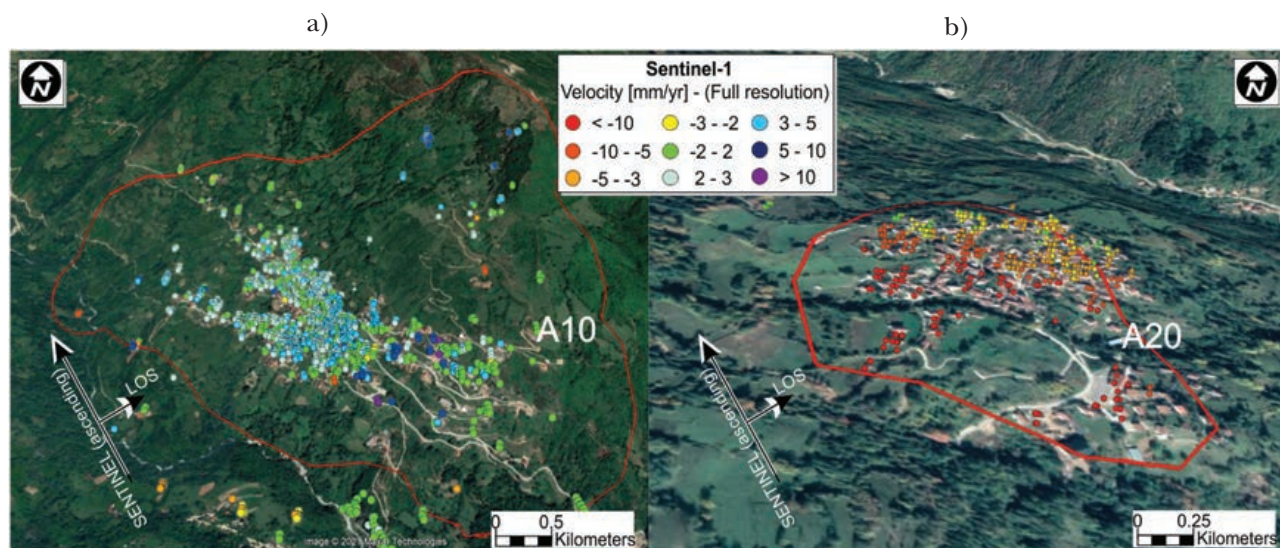 a)
b)
N
N
Sentinel-1
Velocity [mm/yr] - (Full resolution)
< -10
-3 - -2
3 - 5
-10 - -5
-2 - 2
5 - 10
-5 - -3
2 - 3
> 10
A10
A20
SENTINEL (ascending)
LOS
SENTINEL (ascending)
LOS
0
0,5
Kilometers
0
0.25
Kilometers
Technologies